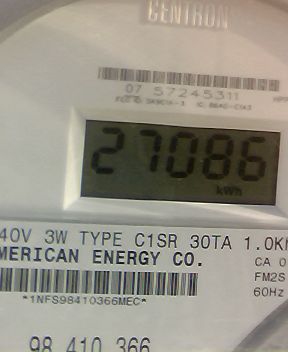 CENTRON
07 57245311
27086
kWh
40V 3W TYPE C1SR 30TA 1.0K
MERICAN ENERGY CO.
CA 0
FM2S
60Hz
*1NFS98410366MEC*
98 410 366